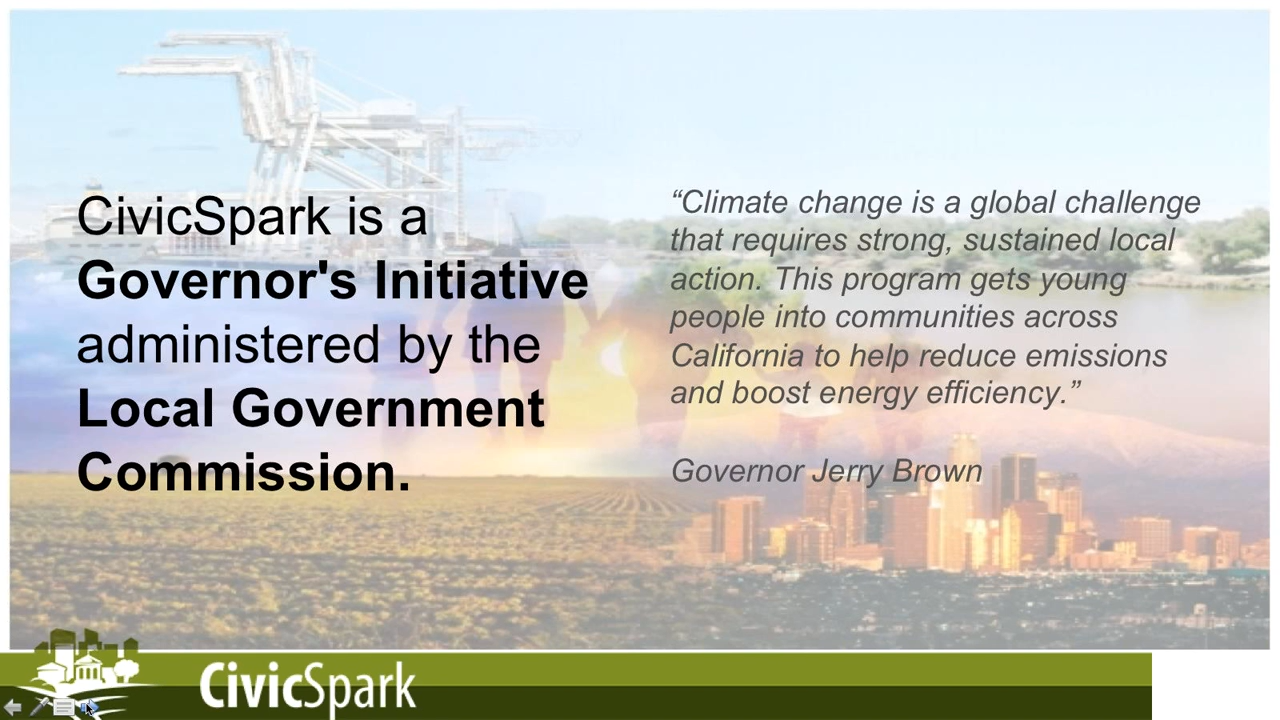 CivicSpark is a
Governor's Initiative
administered by the
Local Government
Commission.
“Climate change is a global challenge
that requires strong, sustained local
action. This program gets young
people into communities across
California to help reduce emissions
and boost energy efficiency.”
Governor Jerry Brown
CivicSpark